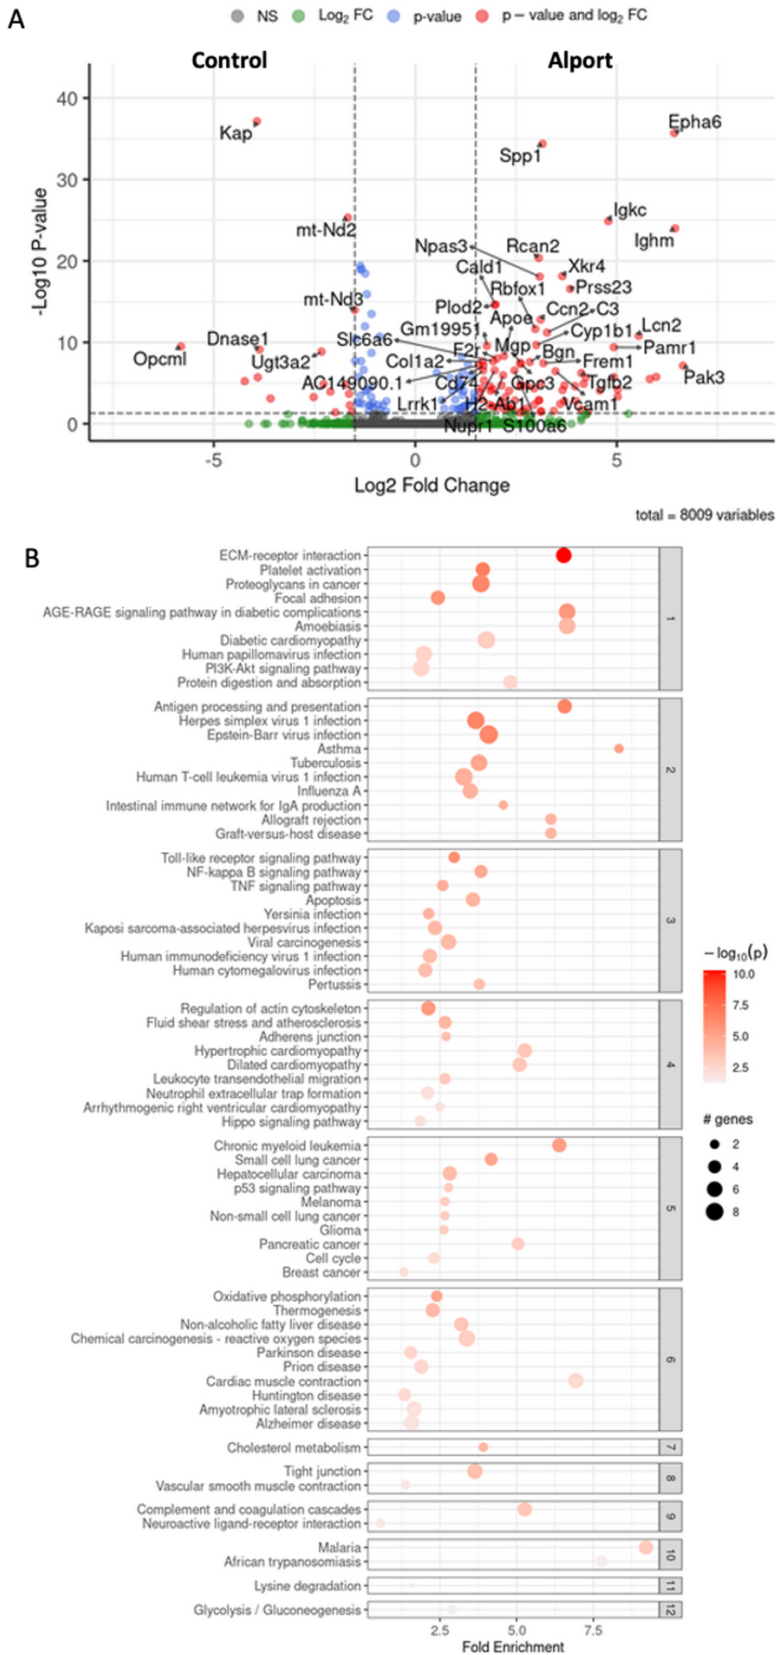 A
NS Log2 FC p-value p – value and log2 FC
Control Alport
-Log10 P-value
40
30
20
10
0
Kap
Epha6
Spp1
mt-Nd2
Igkc
Ighm
Npas3
Rcan2
Cald1
Xkr4
Rbfox1
Prss23
mt-Nd3
Plod2
Apoe
Ccn2
C3
Dnase1
Slc6a6
Gm19951
Cyp1b1
Lcn2
Opcml
Ugt3a2
F2r
Mgp
Bgn
Pamr1
Col1a2
Frem1
AC149090.1
Cd74
Gpc3
Tgfb2
Pak3
Lrrk1
H2-Ab1
Vcam1
Nupr1
S100a6
-5 0 5
Log2 Fold Change
total = 8009 variables
B
ECM-receptor interaction
Platelet activation
Proteoglycans in cancer
Focal adhesion
AGE-RAGE signaling pathway in diabetic complications
Amoebiasis
Diabetic cardiomyopathy
Human papillomavirus infection
PI3K-Akt signaling pathway
Protein digestion and absorption
1
Antigen processing and presentation
Herpes simplex virus 1 infection
Epstein-Barr virus infection
Asthma
Tuberculosis
Human T-cell leukemia virus 1 infection
Influenza A
Intestinal immune network for IgA production
Allograft rejection
Graft-versus-host disease
2
Toll-like receptor signaling pathway
NF-kappa B signaling pathway
TNF signaling pathway
Apoptosis
Yersinia infection
Kaposi sarcoma-associated herpesvirus infection
Viral carcinogenesis
Human immunodeficiency virus 1 infection
Human cytomegalovirus infection
Pertussis
3
Regulation of actin cytoskeleton
Fluid shear stress and atherosclerosis
Adherens junction
Hypertrophic cardiomyopathy
Dilated cardiomyopathy
Leukocyte transendothelial migration
Neutrophil extracellular trap formation
Arrhythmogenic right ventricular cardiomyopathy
Hippo signaling pathway
4
Chronic myeloid leukemia
Small cell lung cancer
Hepatocellular carcinoma
p53 signaling pathway
Melanoma
Non-small cell lung cancer
Glioma
Pancreatic cancer
Cell cycle
Breast cancer
5
Oxidative phosphorylation
Thermogenesis
Non-alcoholic fatty liver disease
Chemical carcinogenesis - reactive oxygen species
Parkinson disease
Prion disease
Cardiac muscle contraction
Huntington disease
Amyotrophic lateral sclerosis
Alzheimer disease
6
Cholesterol metabolism
7
Tight junction
Vascular smooth muscle contraction
8
Complement and coagulation cascades
Neuroactive ligand-receptor interaction
9
Malaria
African trypanosomiasis
10
Lysine degradation
11
Glycolysis / Gluconeogenesis
12
2.5 5.0 7.5
Fold Enrichment
−log10(p)
10.0
7.5
5.0
2.5
# genes
2
4
6
8